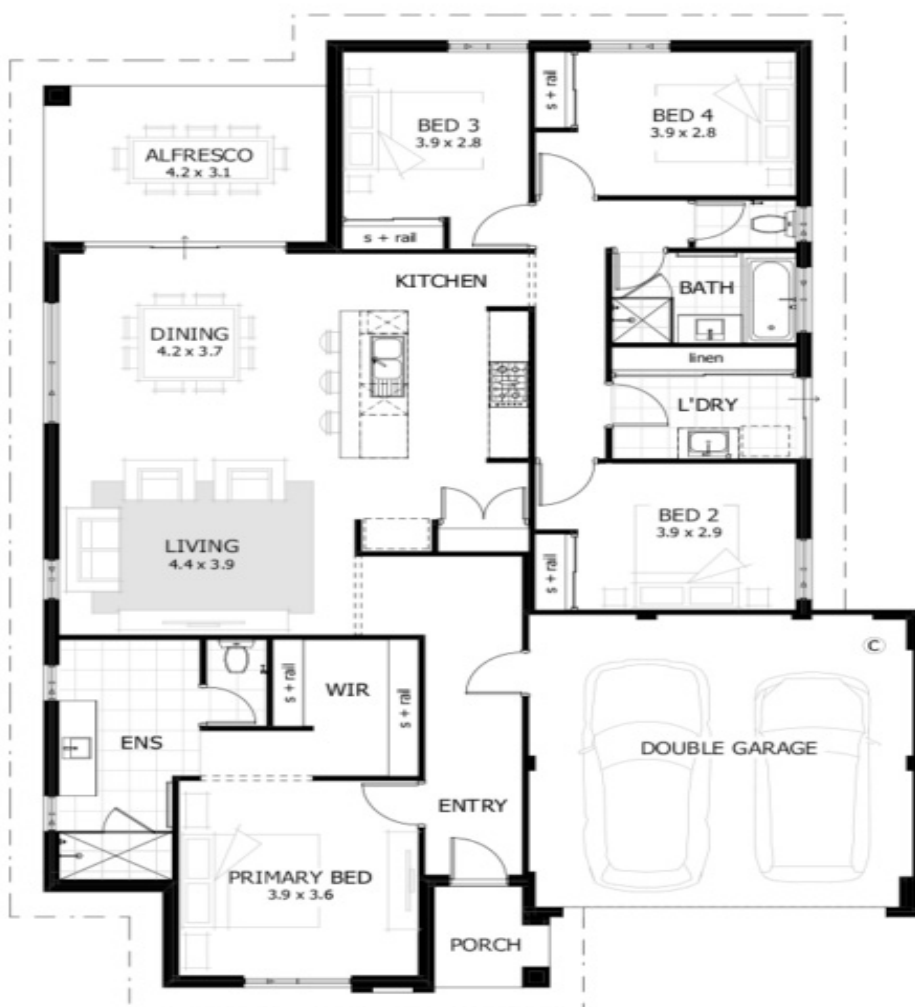 BED 3
3.9 x 2.8
s + rail
s + rail
BED 4
3.9 x 2.8
ALFRESCO
4.2 x 3.1
KITCHEN
DINING
4.2 x 3.7
BATH
linen
L'DRY
BED 2
3.9 x 2.9
s + rail
LIVING
4.4 x 3.9
C
s + rail
WIR
s + rail
ENS
DOUBLE GARAGE
ENTRY
PRIMARY BED
3.9 x 3.6
PORCH